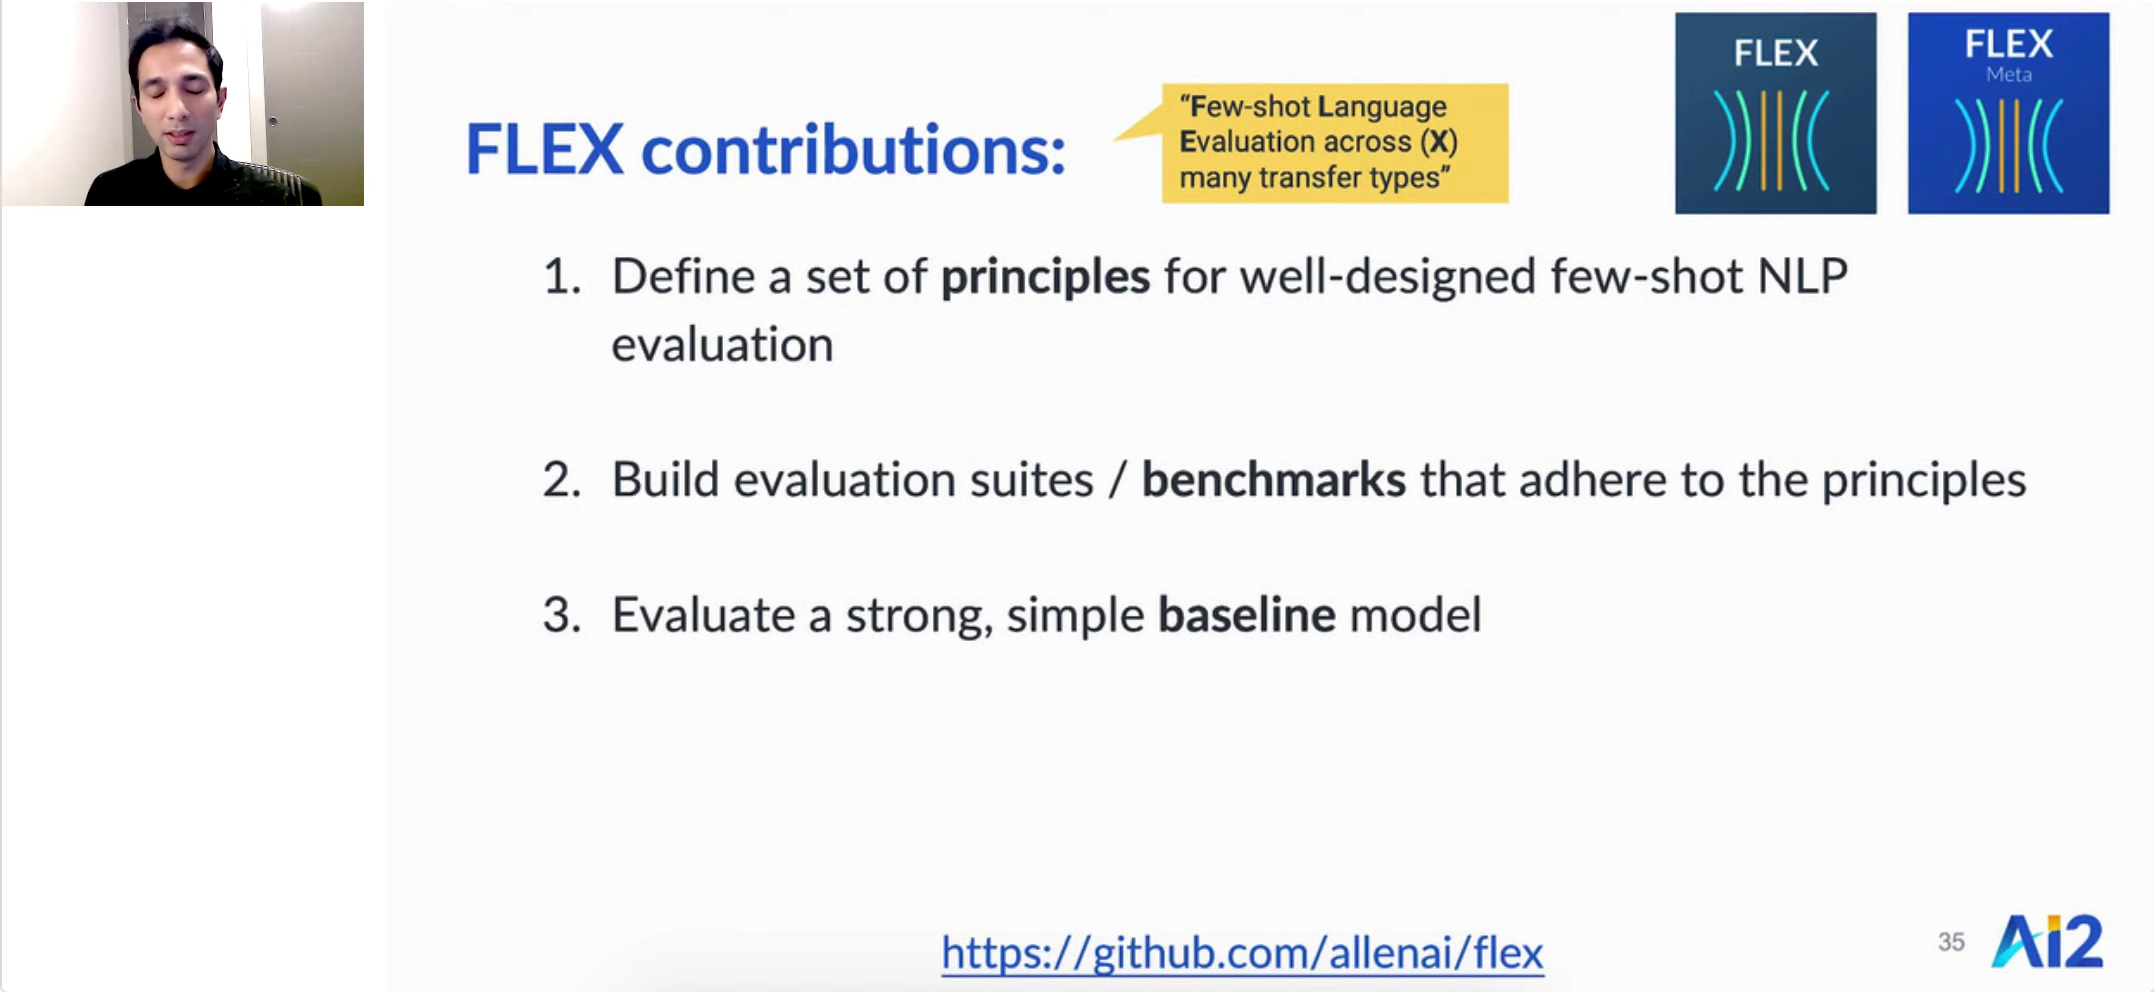 FLEX
FLEX
Meta
“Few-shot Language
Evaluation across (X)
many transfer types”
FLEX contributions:
1. Define a set of principles for well-designed few-shot NLP
evaluation
2. Build evaluation suites / benchmarks that adhere to the principles
3. Evaluate a strong, simple baseline model
https://github.com/allenai/flex
35
Ai2